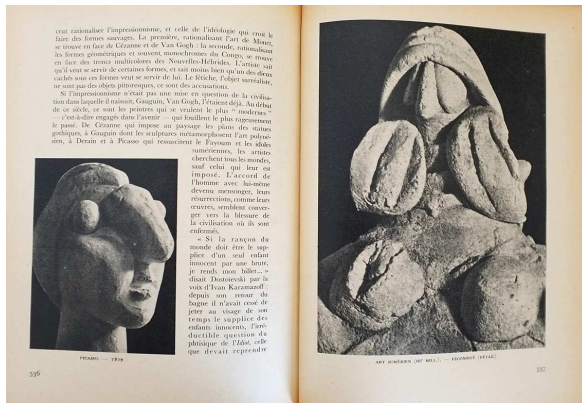 crut rationaliser l'impressionnisme, et celle de l'idéologie qui croit le
faire des formes sauvages. La première, rationalisant l'art de Monet,
se trouve en face de Cézanne et de Van Gogh : la seconde, rationalisant
les formes géométriques et souvent monochromes du Congo, se trouve
en face des troncs multicolores des Nouvelles-Hébrides. L'artiste sait
qu'il veut se servir de certaines formes, et sait moins bien qu'un des dieux
cachés sous ces formes veut se servir de lui. Le fétiche, l'objet surréaliste,
ne sont pas des objets pittoresques, ce sont des accusations.
Si l'impressionnisme n'était pas une mise en question de la civilisa-
tion dans laquelle il naissait, Gauguin, Van Gogh, l'étaient déjà. Au début
de ce siècle, ce sont les peintres qui se veulent le plus " modernes "
— c'est-à-dire engagés dans l'avenir — qui fouillent le plus rageusement
le passé. De Cézanne qui impose au paysage les plans des statues
gothiques, à Gauguin dont les sculptures métamorphosent l'art polyné-
sien, à Derain et à Picasso qui ressuscitent le Fayoum et les idoles
sumériennes, les artistes
cherchent tous les mondes,
sauf celui qui leur est
imposé. L'accord de
l'homme avec lui-même
devenu mensonger, leurs
résurrections, comme leurs
œuvres, semblent conver-
ger vers la blessure de
la civilisation où ils sont
enfermés.
« Si la rançon du
monde doit être le sup-
plice d'un seul enfant
innocent par une brute,
je rends mon billet... »
disait Dostoïevski par la
voix d'Ivan Karamazoff :
depuis son retour du
bagne il n'avait cessé de
jeter au visage de son
temps le supplice des
enfants innocents, l'irré-
ductible question du
phtisique de l'Idiot, celle
que devait reprendre
PICASSO — TÊTE
536
ART SUMÉRIEN (IIIe MILL.). — FÉCONDITÉ (DÉTAIL)
537